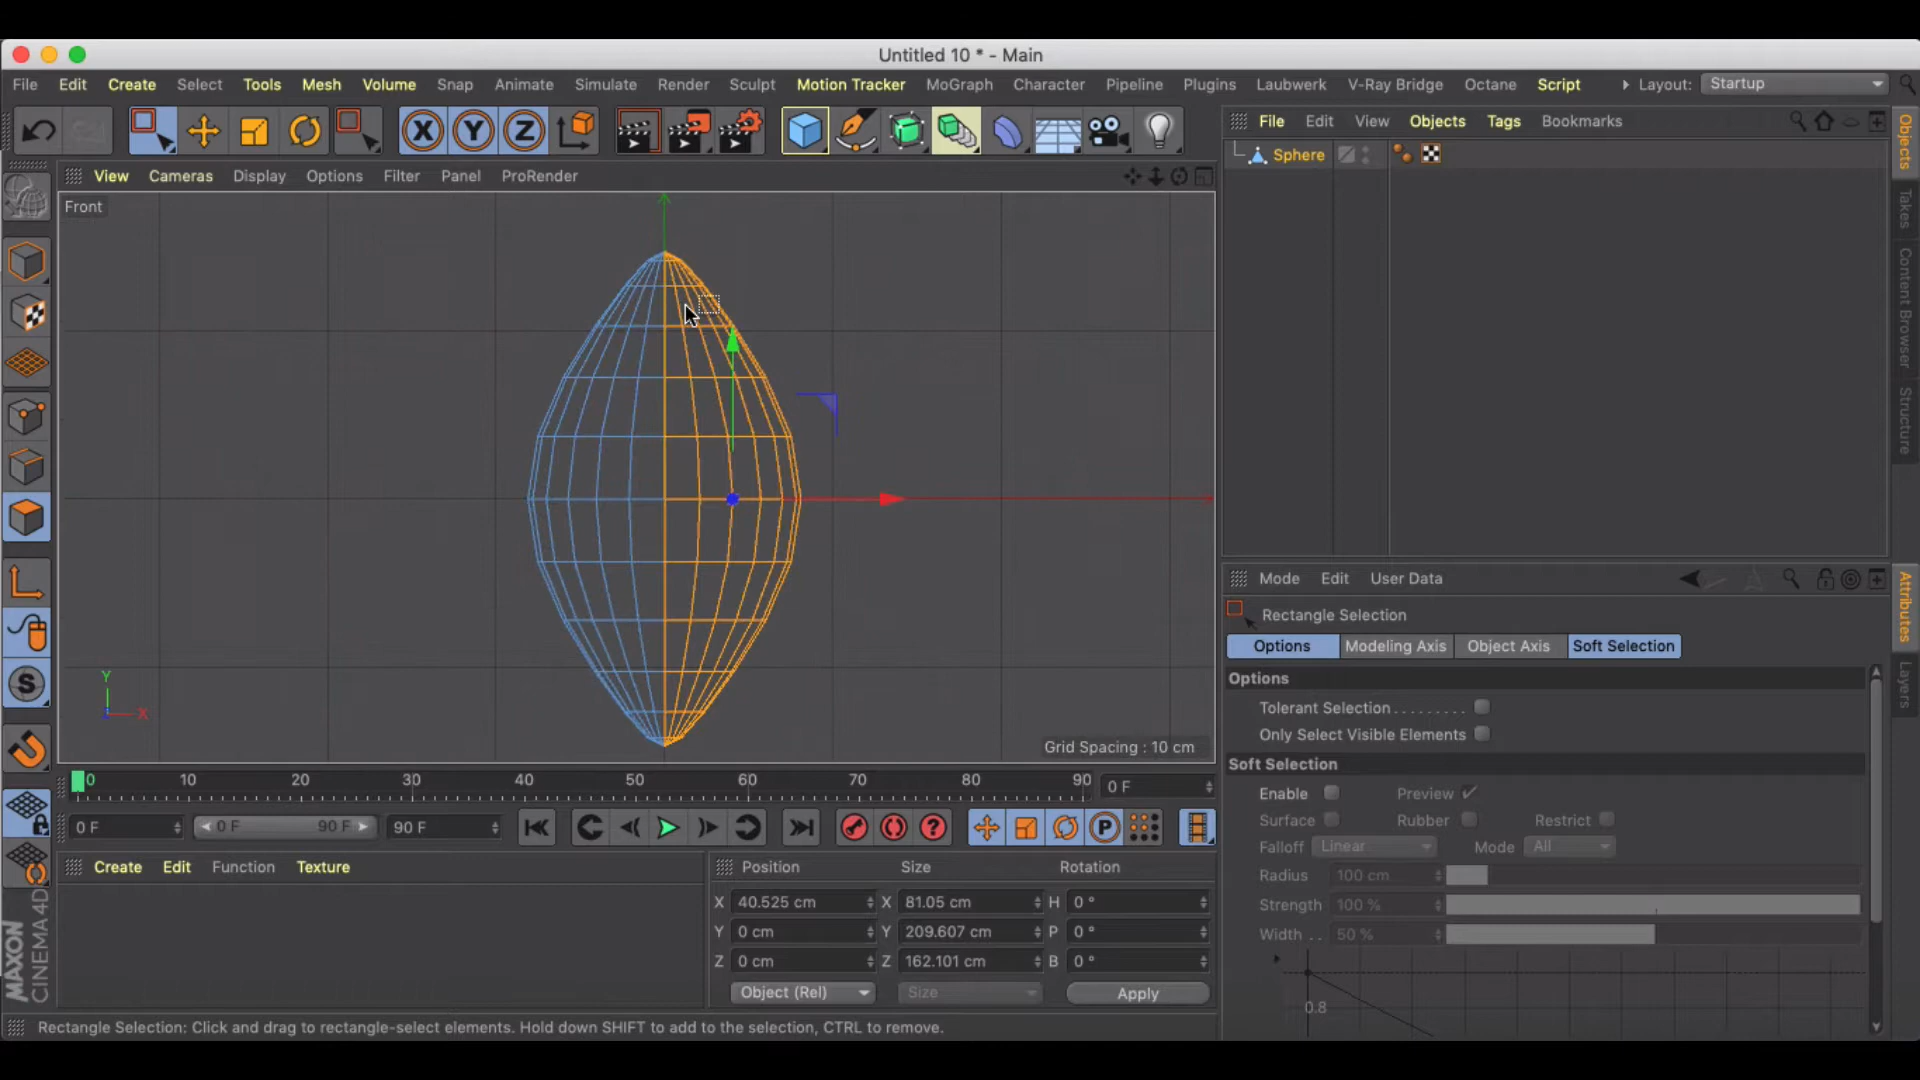 Untitled 10 * - Main
File Edit Create Select Tools Mesh Volume Snap Animate Simulate Render Sculpt Motion Tracker MoGraph Character Pipeline Plugins Laubwerk V-Ray Bridge Octane Script Layout: Startup
X Y Z
File Edit View Objects Tags Bookmarks
Sphere
View Cameras Display Options Filter Panel ProRender
Front
Y
X
Grid Spacing : 10 cm
S
Objects
Takes
Content Browser
Structure
Attributes
Layers
Mode Edit User Data
Rectangle Selection
Options Modeling Axis Object Axis Soft Selection
Options
Tolerant Selection . . . . . . . . .
Only Select Visible Elements
Soft Selection
Enable Preview
Surface Rubber Restrict
Falloff Linear Mode All
Radius 100 cm
Strength 100 %
Width . . 50 %
0.8
0 10 20 30 40 50 60 70 80 90 0 F
0 F 0 F 90 F 90 F
? P
Create Edit Function Texture
Position Size Rotation
X 40.525 cm X 81.05 cm H 0 °
Y 0 cm Y 209.607 cm P 0 °
Z 0 cm Z 162.101 cm B 0 °
Object (Rel) Size Apply
MAXON
CINEMA 4D
Rectangle Selection: Click and drag to rectangle-select elements. Hold down SHIFT to add to the selection, CTRL to remove.